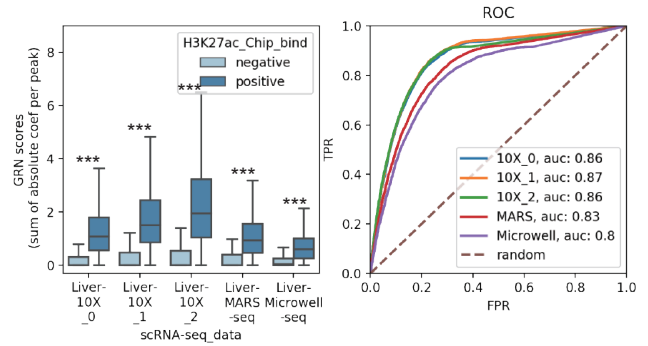 GRN scores
(sum of absolute coef per peak)
8
6
4
2
0
H3K27ac_Chip_bind
negative
positive
***
***
***
***
***
Liver-
10X
_0
Liver-
10X
_1
Liver-
10X
_2
Liver-
MARS
-seq
Liver-
Microwell
-seq
scRNA-seq_data
ROC
TPR
1.0
0.8
0.6
0.4
0.2
0.0
10X_0, auc: 0.86
10X_1, auc: 0.87
10X_2, auc: 0.86
MARS, auc: 0.83
Microwell, auc: 0.8
random
0.0 0.2 0.4 0.6 0.8 1.0
FPR